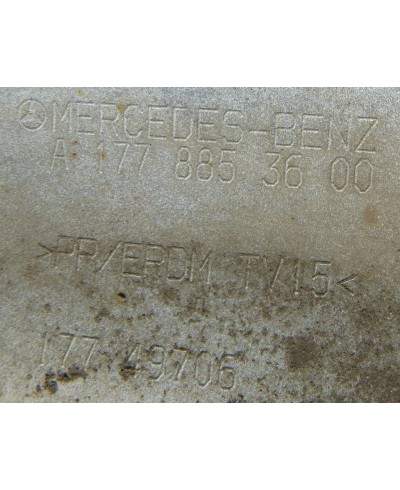 MERCEDES-BENZ
A 177 885 36 00
>PP/EPDM TV15<
177 49706